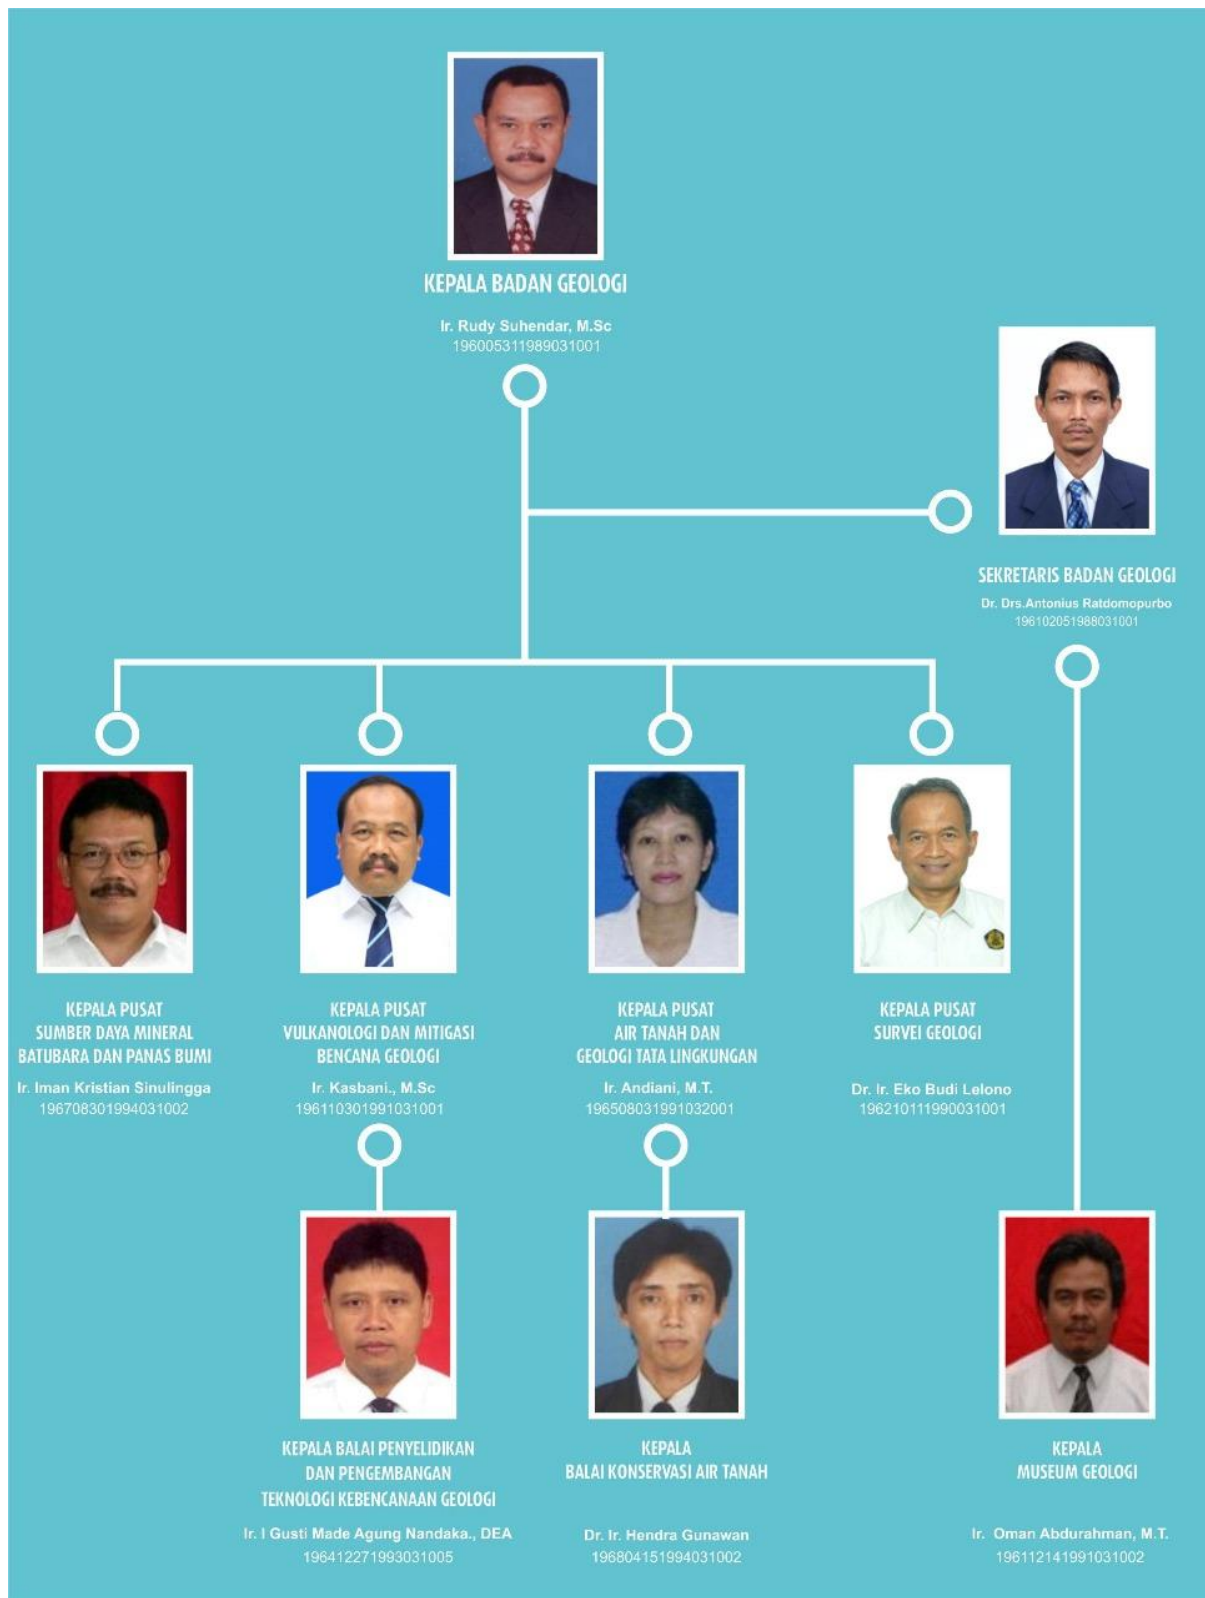 KEPALA BADAN GEOLOGI
Ir. Rudy Suhendar, M.Sc
196005311989031001
SEKRETARIS BADAN GEOLOGI
Dr. Drs.Antonius Ratdomopurbo
196102051988031001
KEPALA PUSAT
SUMBER DAYA MINERAL
BATUBARA DAN PANAS BUMI
Ir. Iman Kristian Sinulingga
196708301994031002
KEPALA PUSAT
VULKANOLOGI DAN MITIGASI
BENCANA GEOLOGI
Ir. Kasbani., M.Sc
196110301991031001
KEPALA PUSAT
AIR TANAH DAN
GEOLOGI TATA LINGKUNGAN
Ir. Andiani, M.T.
196508031991032001
KEPALA PUSAT
SURVEI GEOLOGI
Dr. Ir. Eko Budi Lelono
196210111990031001
KEPALA BALAI PENYELIDIKAN
DAN PENGEMBANGAN
TEKNOLOGI KEBENCANAAN GEOLOGI
Ir. I Gusti Made Agung Nandaka., DEA
196412271993031005
KEPALA
BALAI KONSERVASI AIR TANAH
Dr. Ir. Hendra Gunawan
196804151994031002
KEPALA
MUSEUM GEOLOGI
Ir. Oman Abdurahman, M.T.
196112141991031002